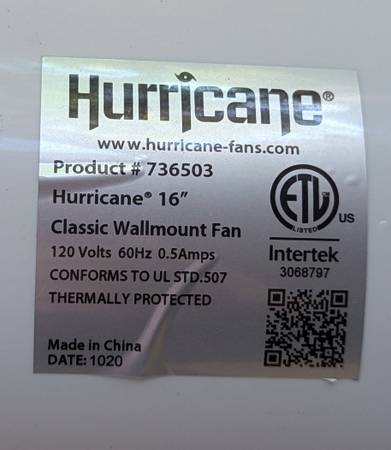 Hurricane®
www.hurricane-fans.com
Product # 736503
Hurricane® 16”
Classic Wallmount Fan
120 Volts 60Hz 0.5Amps
CONFORMS TO UL STD.507
THERMALLY PROTECTED
ETL
LISTED
US
Intertek
3068797
Made in China
DATE: 1020